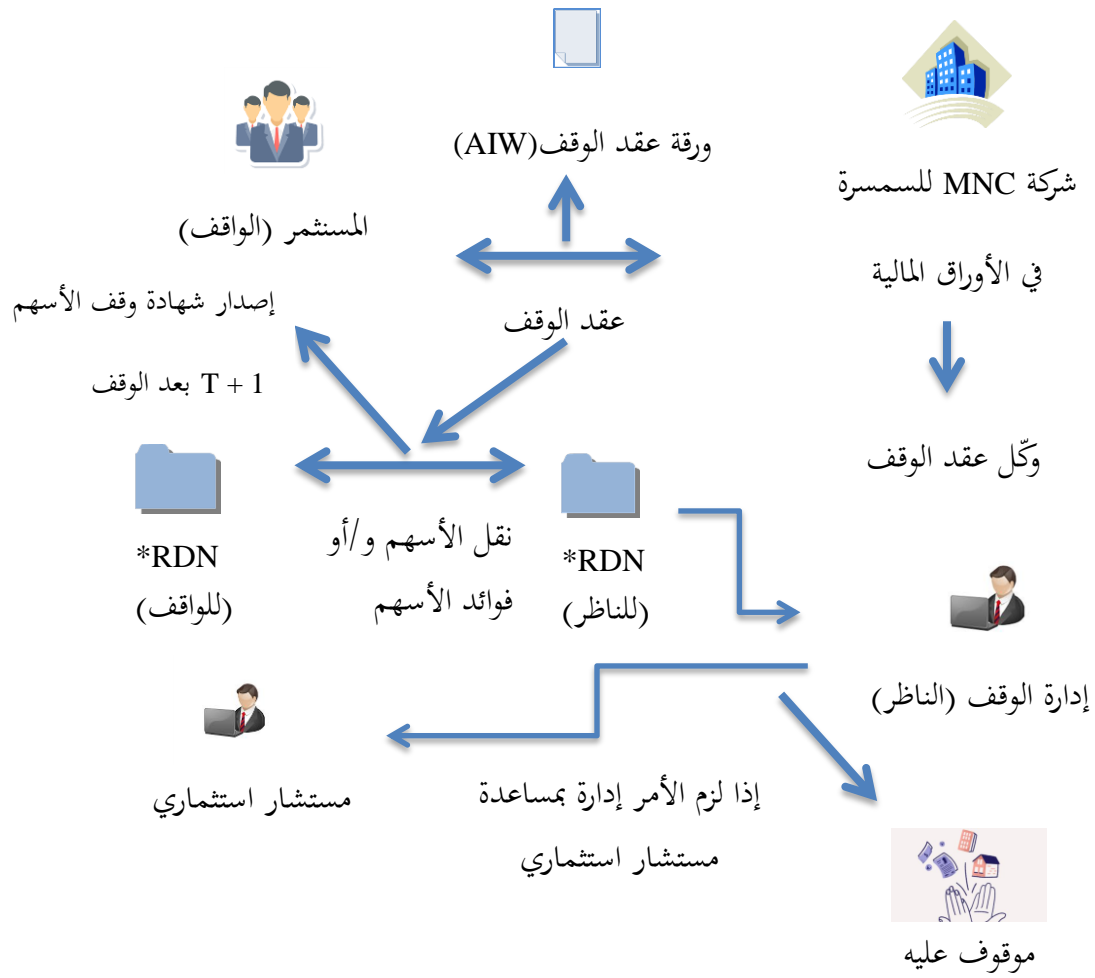 ورقة عقد الوقف(AIW)
شركة MNC للسمسرة
في الأوراق المالية
المسنثمر (الواقف)
عقد الوقف
إصدار شهادة وقف الأسهم
T + 1 بعد الوقف
وكّل عقد الوقف
نقل الأسهم و/أو
فوائد الأسهم
*RDN
(للناظر)
*RDN
(للواقف)
إدارة الوقف (الناظر)
إذا لزم الأمر إدارة بمساعدة
مستشار استثماري
مستشار استثماري
موقوف عليه